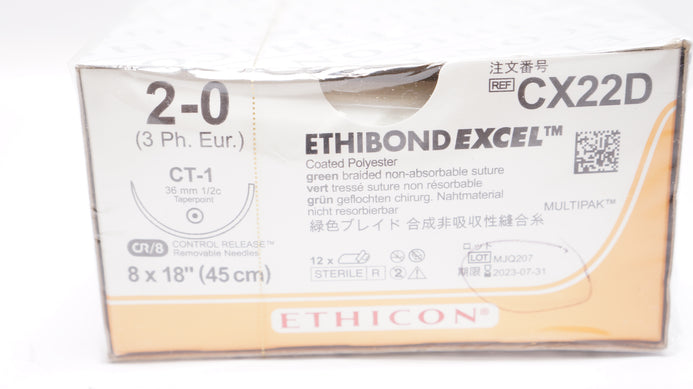 2-0
(3 Ph. Eur.)
CT-1
36 mm 1/2c
Taperpoint
CR/8 CONTROL RELEASE™
Removable Needles
8 x 18" (45 cm)
注文番号
REF CX22D
ETHIBOND EXCEL™
Coated Polyester
green braided non-absorbable suture
vert tressé suture non résorbable
grün geflochten chirurg. Nahtmaterial
nicht resorbierbar
緑色ブレイド 合成非吸収性縫合糸
MULTIPAK™
12 x
STERILE R
2
ロット
LOT MJQ207
期限 2023-07-31
ETHICON®